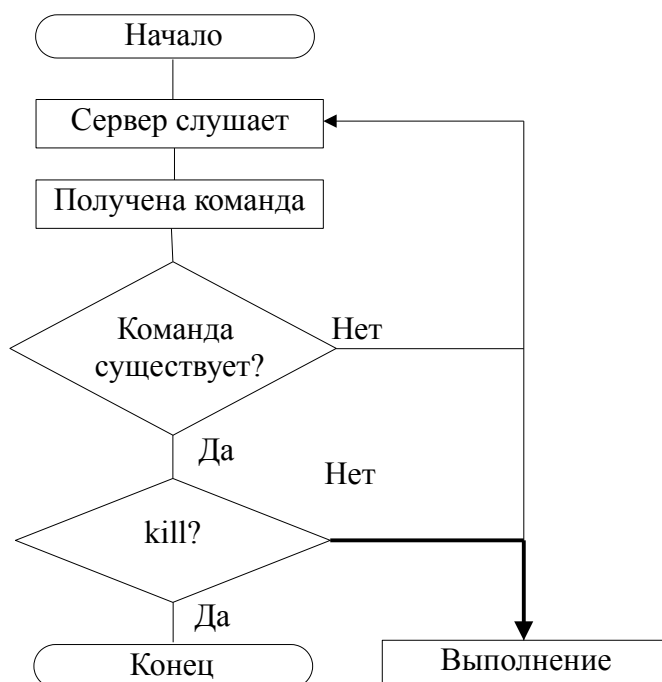 Начало
Сервер слушает
Получена команда
Команда
существует?
Нет
Да
Нет
kill?
Да
Конец
Выполнение